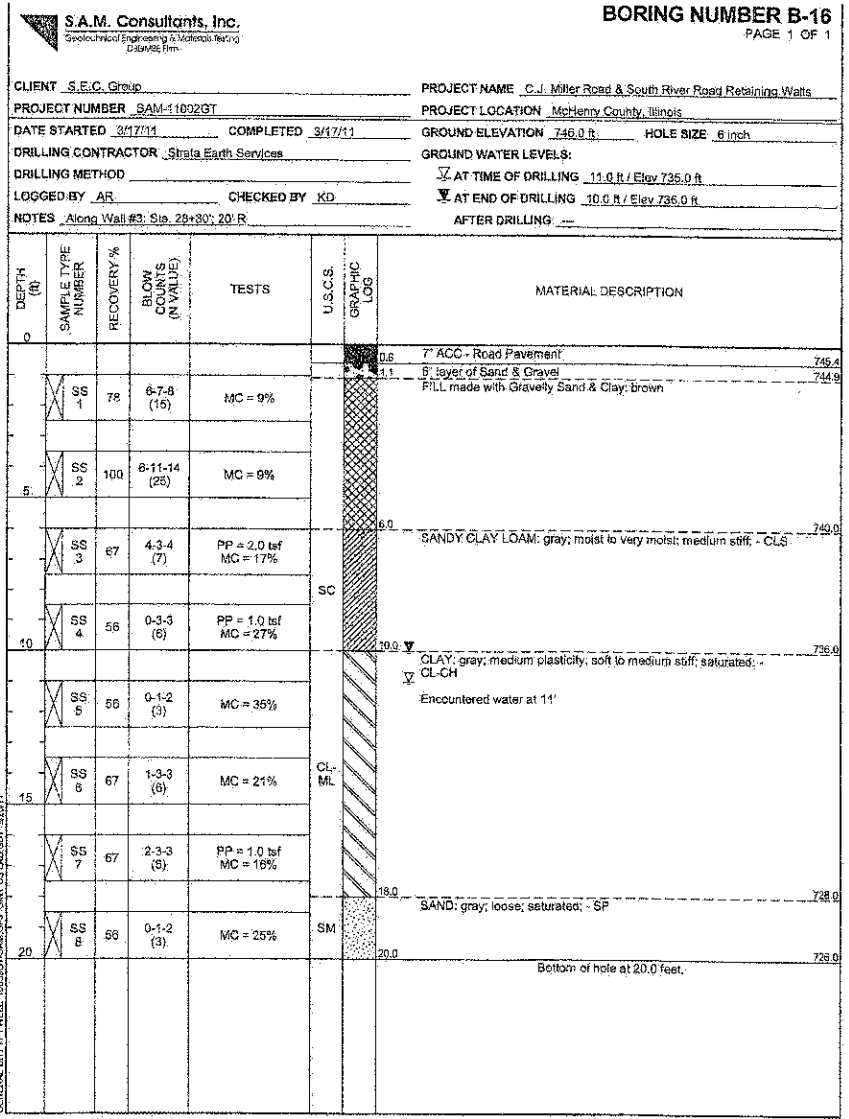 S.A.M. Consultants, Inc.
Geotechnical Engineering & Materials Testing
BORING NUMBER B-16
PAGE 1 OF 1
CLIENT S.E.C. Group
PROJECT NAME C.J. Miller Road & South River Road Retaining Walls
PROJECT NUMBER SAM-11002GT
PROJECT LOCATION McHenry County, Illinois
DATE STARTED 3/17/11 COMPLETED 3/17/11
GROUND ELEVATION 746.0 ft HOLE SIZE 6 inch
DRILLING CONTRACTOR Strata Earth Services
GROUND WATER LEVELS:
DRILLING METHOD
AT TIME OF DRILLING 11.0 ft / Elev 735.0 ft
LOGGED BY AR CHECKED BY KD
AT END OF DRILLING 10.0 ft / Elev 736.0 ft
NOTES Along Wall #3; Sta. 28+30; 20' R
AFTER DRILLING ---
DEPTH (ft)
SAMPLE TYPE NUMBER
RECOVERY %
BLOW COUNTS (N VALUE)
TESTS
U.S.C.S.
GRAPHIC LOG
MATERIAL DESCRIPTION
0
0.6 7" ACC - Road Pavement 745.4
1.1 6" layer of Sand & Gravel 744.9
FILL made with Gravelly Sand & Clay; brown
SS 1 78 6-7-8 (15) MC = 9%
SS 2 100 6-11-14 (25) MC = 9%
5
6.0 740.0
SANDY CLAY LOAM: gray; moist to very moist; medium stiff; - CLS
SS 3 67 4-3-4 (7) PP = 2.0 tsf MC = 17%
SC
SS 4 56 0-3-3 (6) PP = 1.0 tsf MC = 27%
10
10.0 736.0
CLAY: gray; medium plasticity; soft to medium stiff; saturated; -
CL-CH
Encountered water at 11'
SS 5 56 0-1-2 (3) MC = 35%
CL-ML
SS 6 67 1-3-3 (6) MC = 21%
15
SS 7 67 2-3-3 MC = 16%
PP = 1.0 tsf
18.0 728.0
SAND: gray; loose; saturated; - SP
SS 8 56 0-1-2 (3) MC = 25%
SM
20
20.0 726.0
Bottom of hole at 20.0 feet.